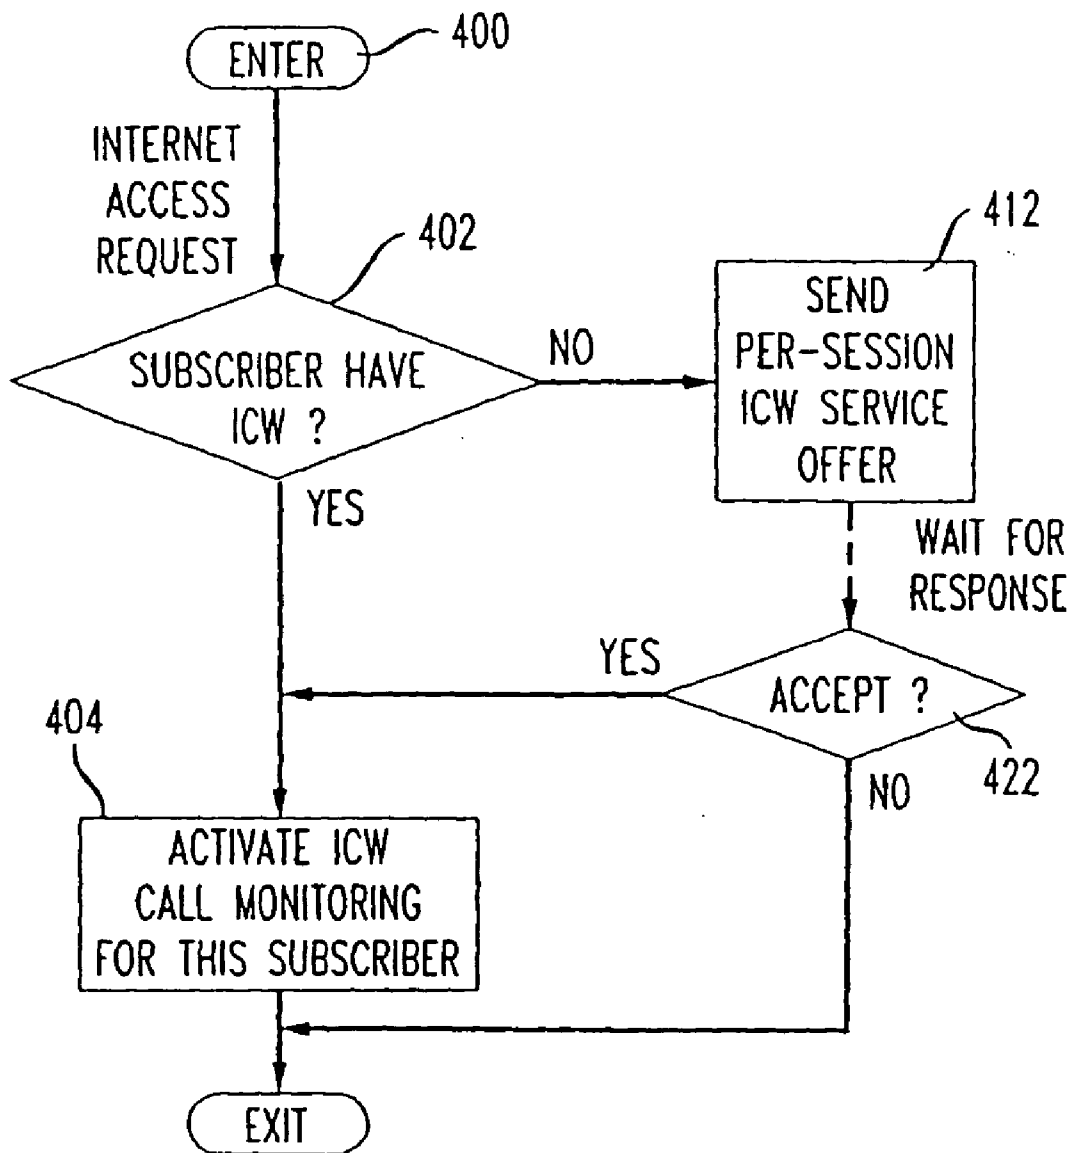 400
ENTER
INTERNET
ACCESS
REQUEST
402
SUBSCRIBER HAVE
ICW ?
NO
412
SEND
PER-SESSION
ICW SERVICE
OFFER
YES
WAIT FOR
RESPONSE
YES
ACCEPT ?
422
NO
404
ACTIVATE ICW
CALL MONITORING
FOR THIS SUBSCRIBER
EXIT